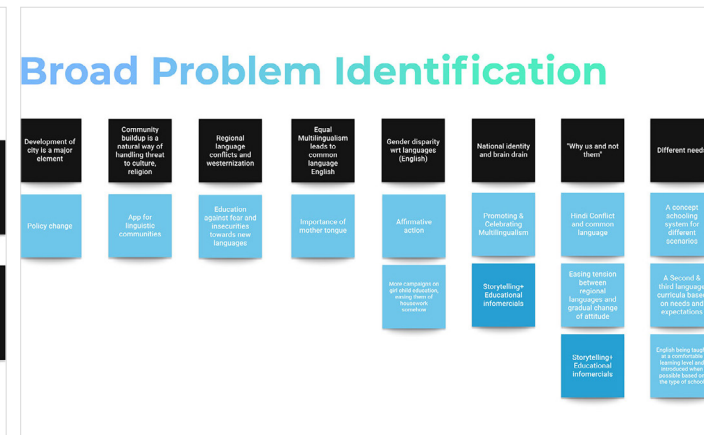 Broad Problem Identification
Development of
city is a major
element
Community
buildup is a
natural way of
handling threat
to culture,
religion
Regional
language
conflicts and
westernization
Equal
Multilingualism
leads to
common
language
English
Gender disparity
wrt languages
(English)
National identity
and brain drain
"Why us and not
them"
Different needs
Policy change
App for
linguistic
communities
Education
against fear and
insecurities
towards new
languages
Importance of
mother tongue
Affirmative
action
Promoting &
Celebrating
Multilingualism
Hindi Conflict
and common
language
A concept
schooling
system for
different
scenarios
More campaigns on
girl child education,
easing them of
housework
somehow
Storytelling+
Educational
infomercials
Easing tension
between
regional
languages and
gradual change
of attitude
A Second &
third language
curricula based
on needs and
expectations
Storytelling+
Educational
infomercials
English being taught
at a comfortable
learning level and
introduced when
possible based on
the type of school